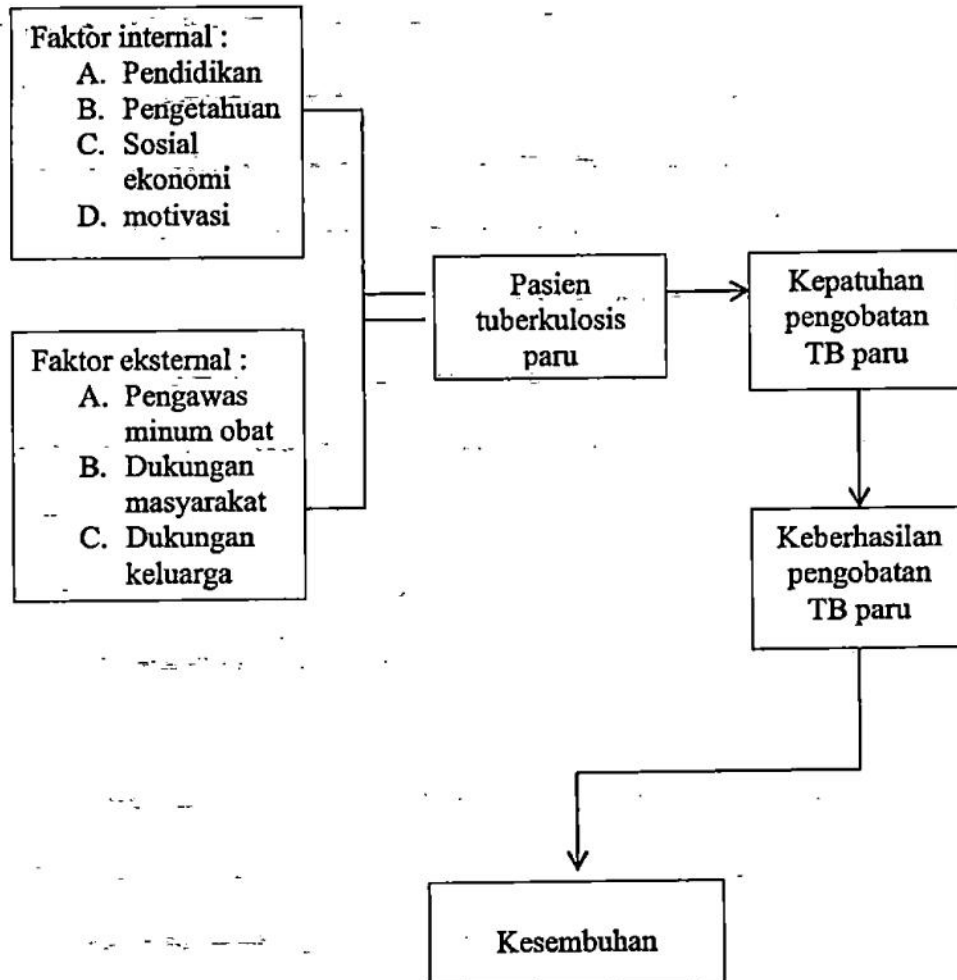 Faktor internal :
A. Pendidikan
B. Pengetahuan
C. Sosial
ekonomi
D. motivasi
Faktor eksternal :
A. Pengawas
minum obat
B. Dukungan
masyarakat
C. Dukungan
keluarga
Pasien
tuberkulosis
paru
Kepatuhan
pengobatan
TB paru
Keberhasilan
pengobatan
TB paru
Kesembuhan